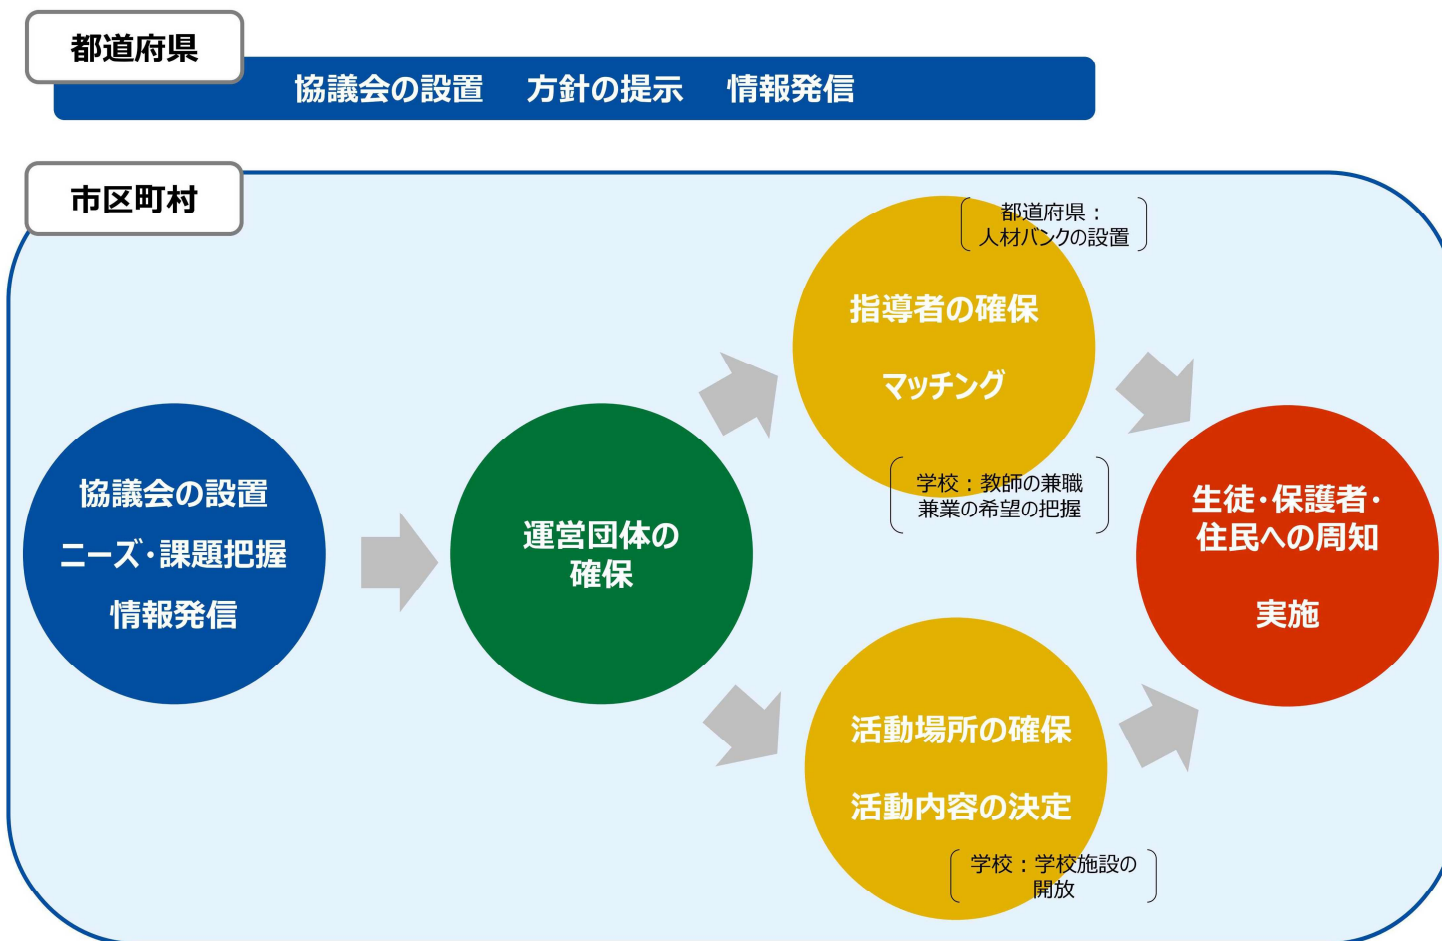 都道府県
協議会の設置　方針の提示　情報発信
市区町村
協議会の設置
ニーズ・課題把握
情報発信
運営団体の
確保
都道府県：
人材バンクの設置
指導者の確保
マッチング
学校：教師の兼職
兼業の希望の把握
活動場所の確保
活動内容の決定
学校：学校施設の
開放
生徒・保護者・
住民への周知
実施